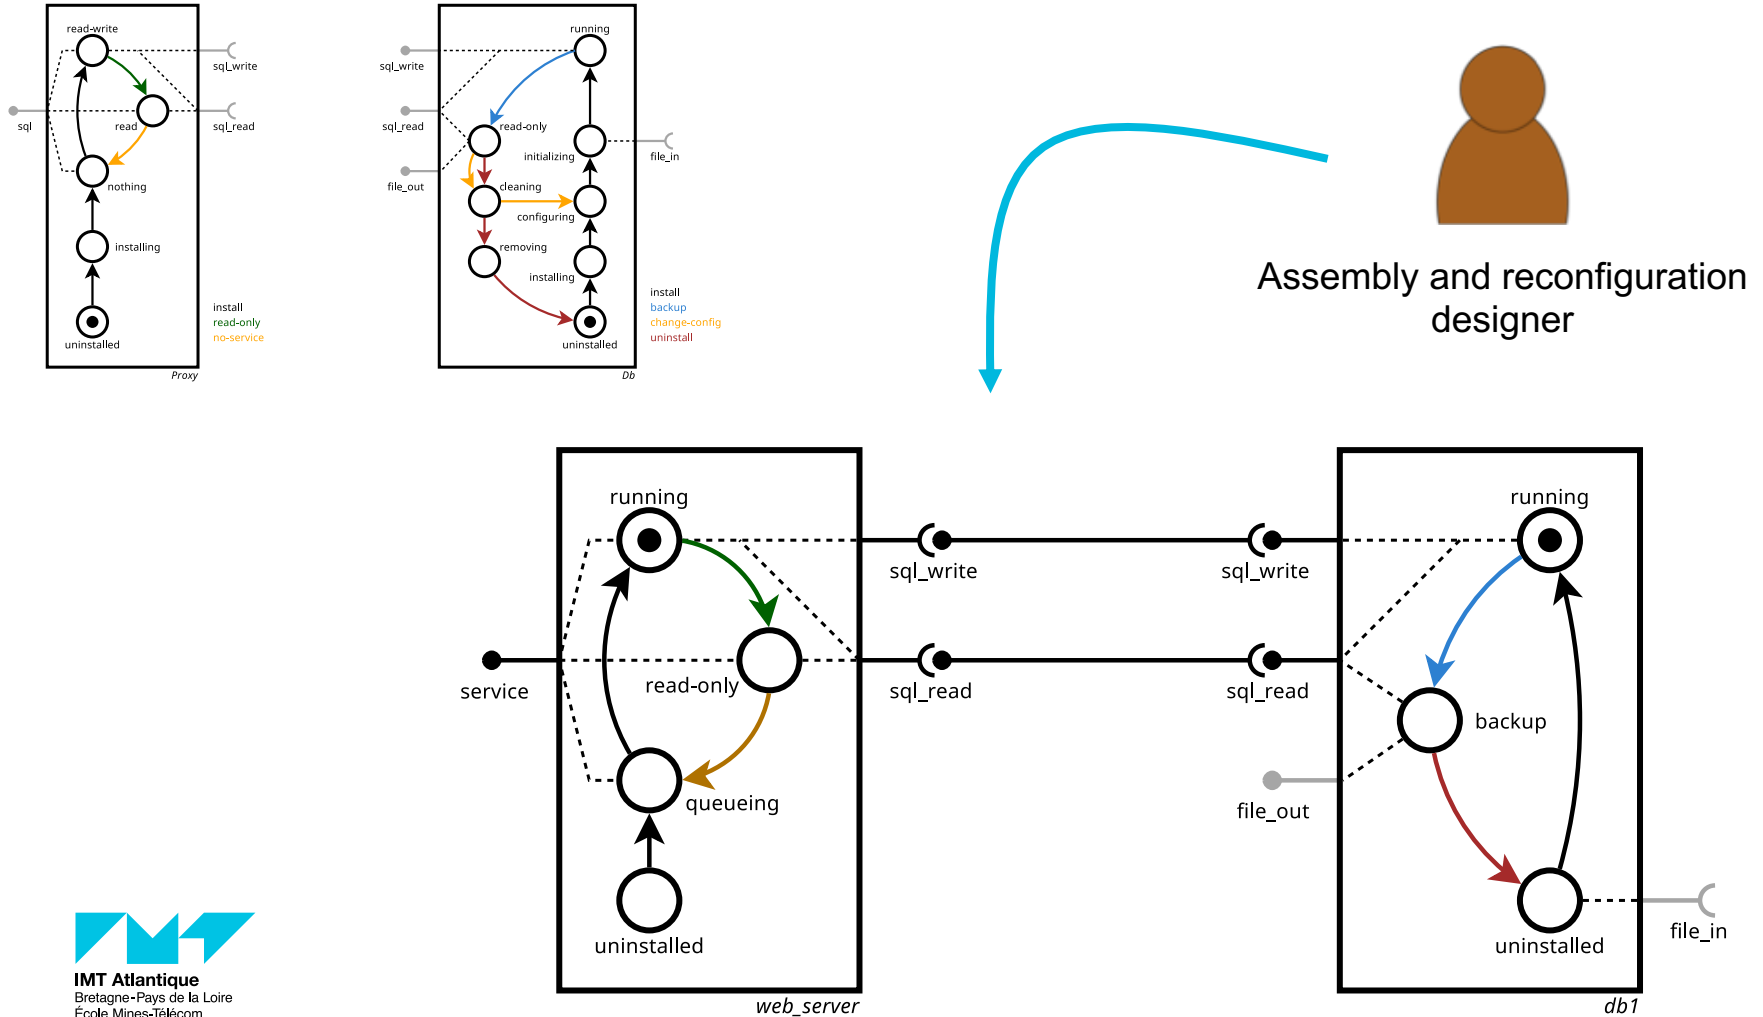 read-write
sql_write
sql
read
sql_read
nothing
installing
install
read-only
no-service
uninstalled
Proxy
running
sql_write
sql_read
read-only
initializing
file_in
file_out
cleaning
configuring
removing
installing
install
backup
change-config
uninstall
uninstalled
Db
Assembly and reconfiguration
designer
running
sql_write
service
read-only
sql_read
queueing
uninstalled
web_server
running
sql_write
sql_read
backup
file_out
uninstalled
file_in
db1
IMT Atlantique
Bretagne-Pays de la Loire
École Mines-Télécom